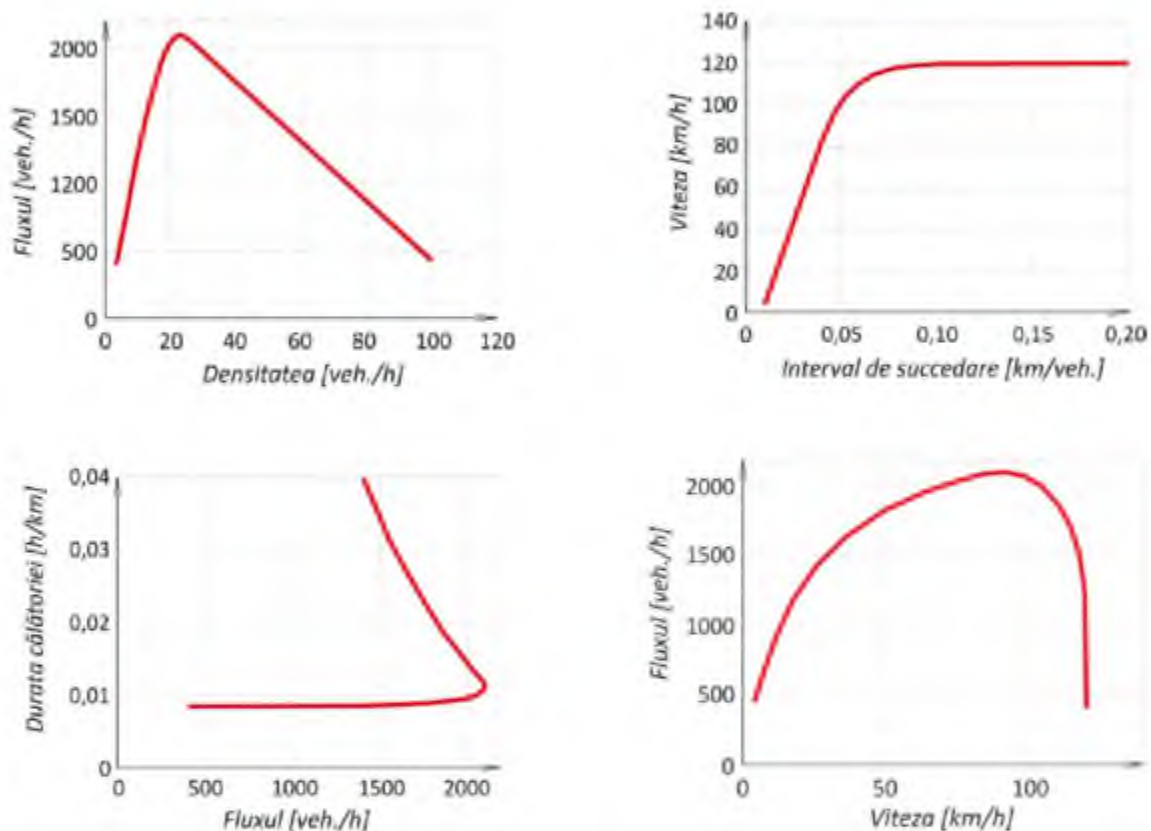 Fluxul [veh./h]
2000
1500
1200
500
0
0 20 40 60 80 100 120
Densitatea [veh./h]
Viteza [km/h]
140
120
100
80
60
40
20
0
0 0,05 0,10 0,15 0,20
Interval de succedare [km/veh.]
Durata călătoriei [h/km]
0,04
0,03
0,02
0,01
0
0 500 1000 1500 2000
Fluxul [veh./h]
Fluxul [veh./h]
2000
1500
1000
500
0
0 50 100
Viteza [km/h]